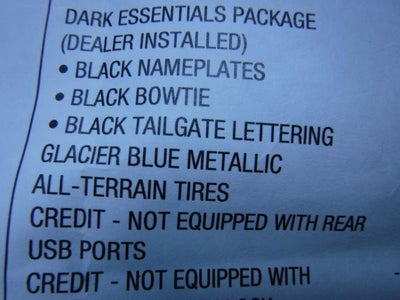 DARK ESSENTIALS PACKAGE
(DEALER INSTALLED)
• BLACK NAMEPLATES
• BLACK BOWTIE
• BLACK TAILGATE LETTERING
GLACIER BLUE METALLIC
ALL-TERRAIN TIRES
CREDIT - NOT EQUIPPED WITH REAR
USB PORTS
CREDIT - NOT EQUIPPED WITH